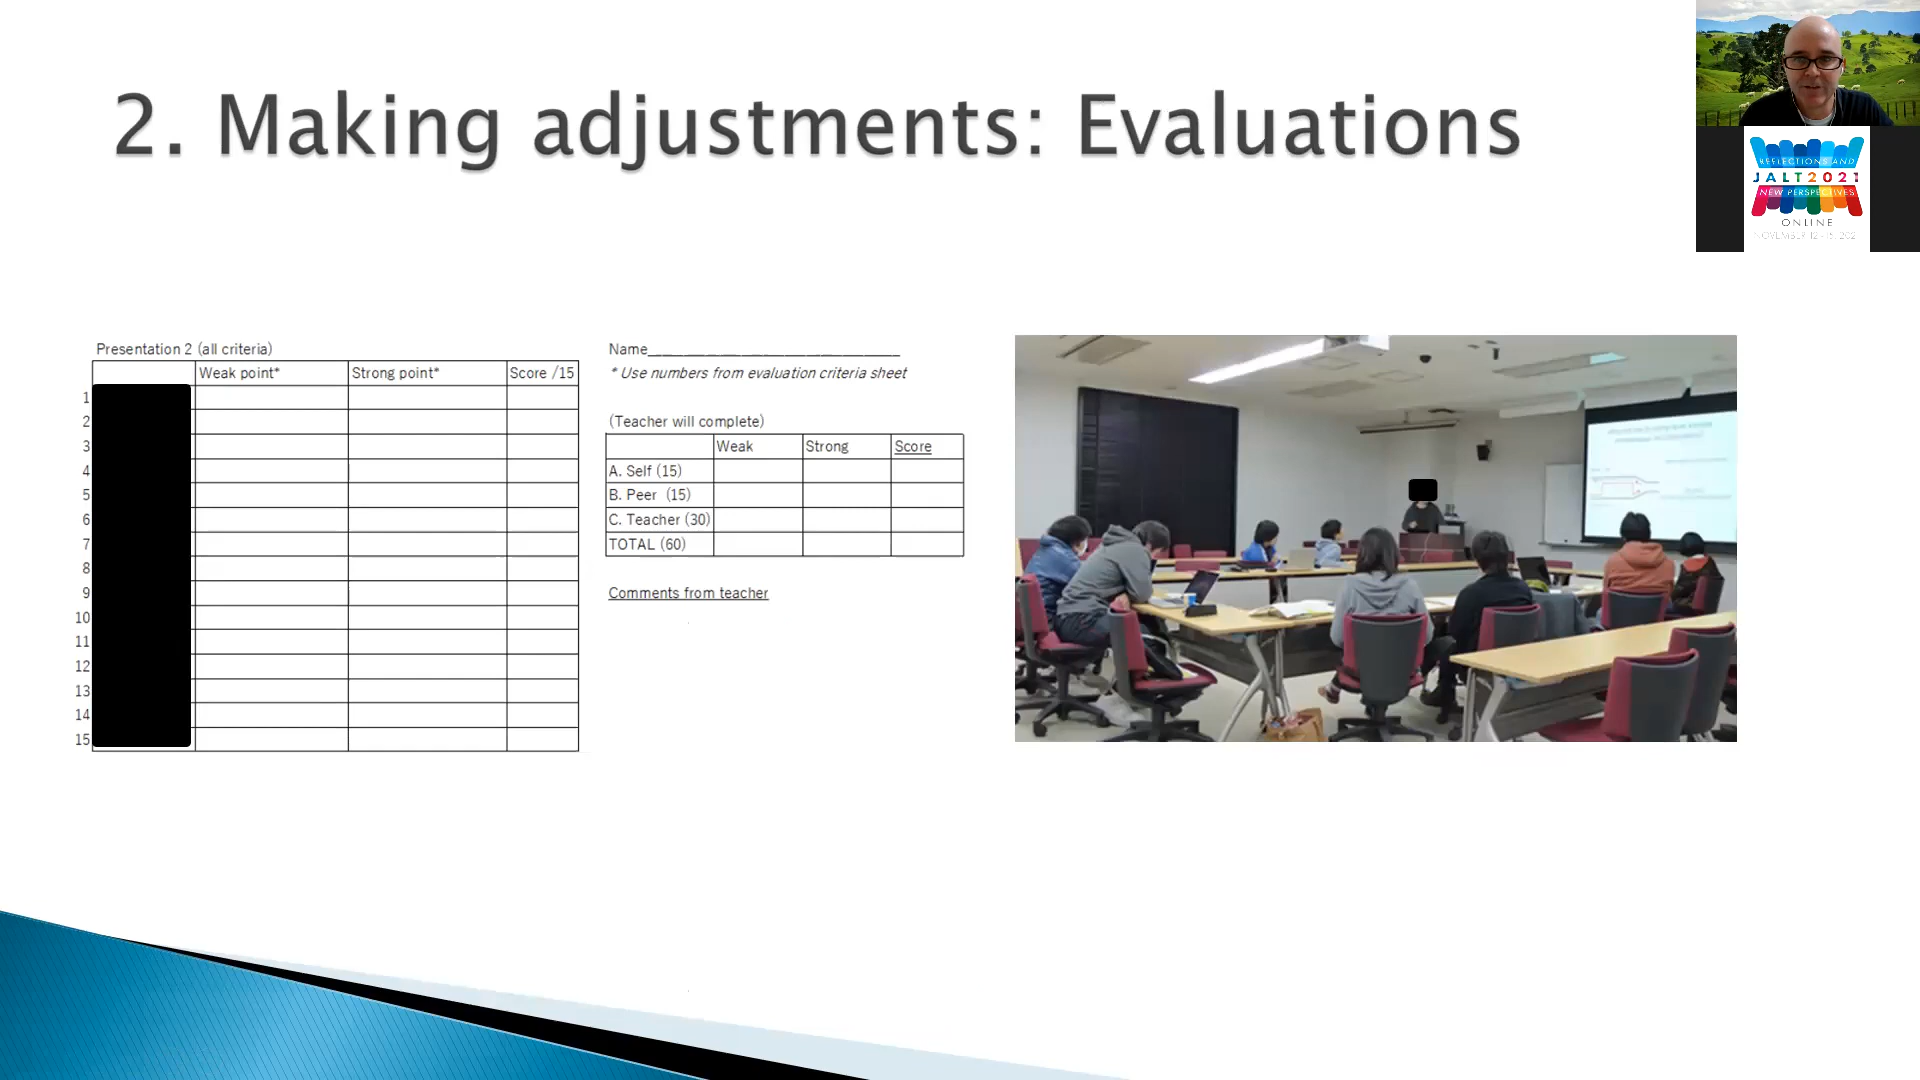 2. Making adjustments: Evaluations
REFLECTIONS AND
JALT2021
NEW PERSPECTIVES
ONLINE
Presentation 2 (all criteria)
Weak point* Strong point* Score /15
1
2
3
4
5
6
7
8
9
10
11
12
13
14
15
Name
* Use numbers from evaluation criteria sheet
(Teacher will complete)
Weak Strong Score
A. Self (15)
B. Peer (15)
C. Teacher (30)
TOTAL (60)
Comments from teacher